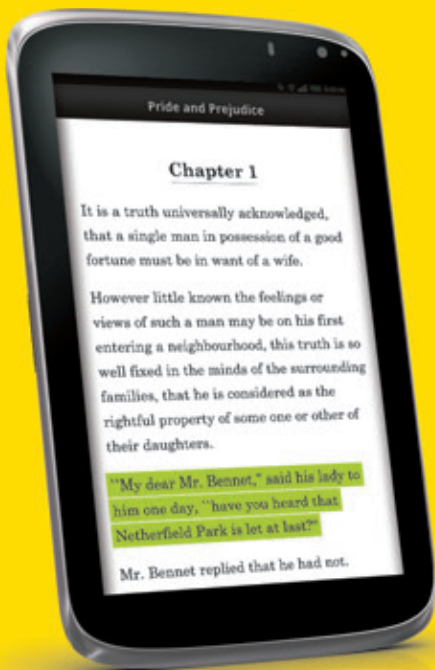 Pride and Prejudice
Chapter 1
It is a truth universally acknowledged,
that a single man in possession of a good
fortune must be in want of a wife.
However little known the feelings or
views of such a man may be on his first
entering a neighbourhood, this truth is so
well fixed in the minds of the surrounding
families, that he is considered as the
rightful property of some one or other of
their daughters.
"My dear Mr. Bennet," said his lady to
him one day, "have you heard that
Netherfield Park is let at last?"
Mr. Bennet replied that he had not.